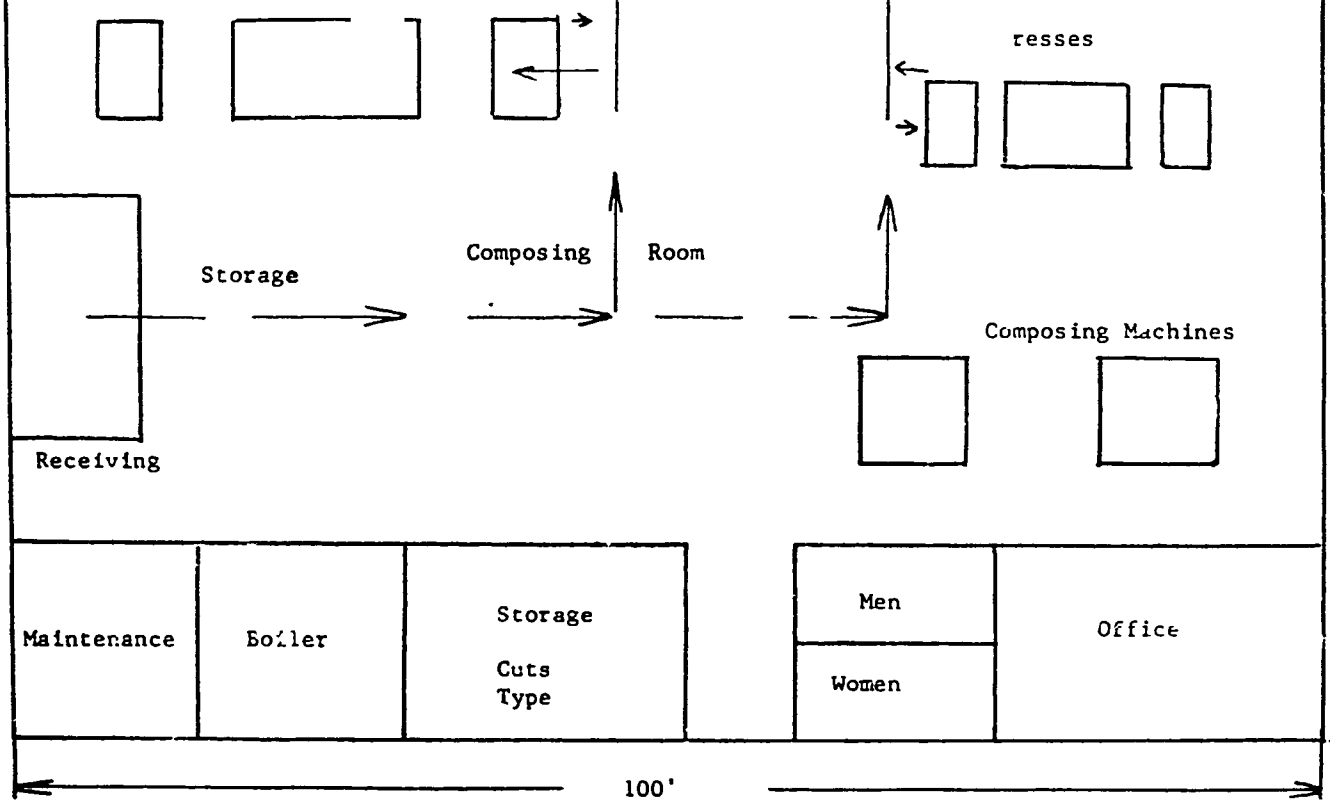 resses
Composing Room
Storage
Composing Machines
Receiving
Men
Storage
Office
Maintenance
Boiler
Cuts
Women
Type
100'